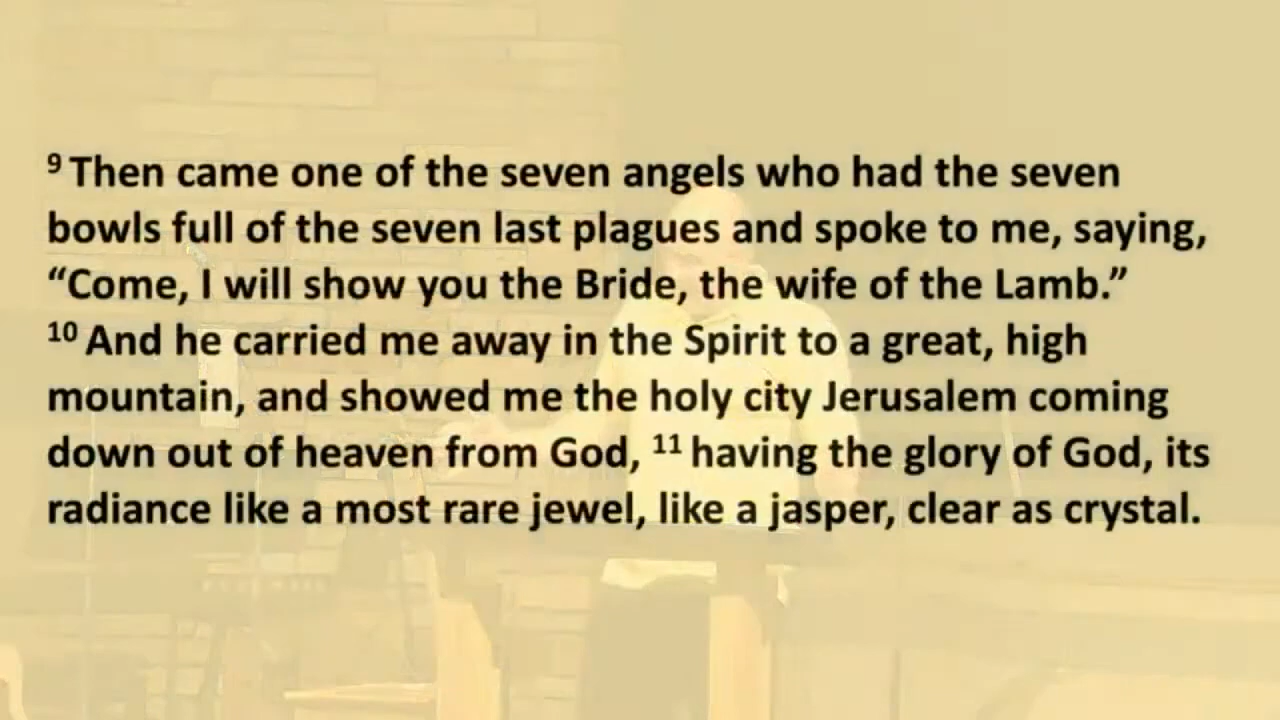 ⁹ Then came one of the seven angels who had the seven
bowls full of the seven last plagues and spoke to me, saying,
“Come, I will show you the Bride, the wife of the Lamb.”
¹⁰ And he carried me away in the Spirit to a great, high
mountain, and showed me the holy city Jerusalem coming
down out of heaven from God, ¹¹ having the glory of God, its
radiance like a most rare jewel, like a jasper, clear as crystal.